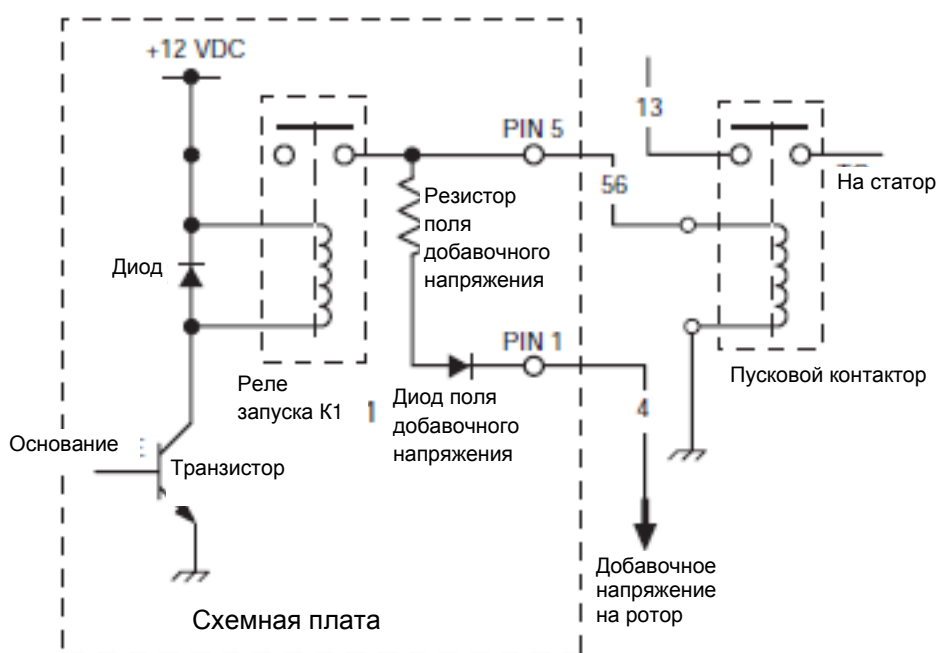 +12 VDC
13
PIN 5
56
На статор
Резистор
поля
добавочного
напряжения
Диод
PIN 1
Пусковой контактор
Реле
запуска К1
1
Диод поля
добавочного
напряжения
4
Основание
Транзистор
Добавочное
напряжение
на ротор
Схемная плата